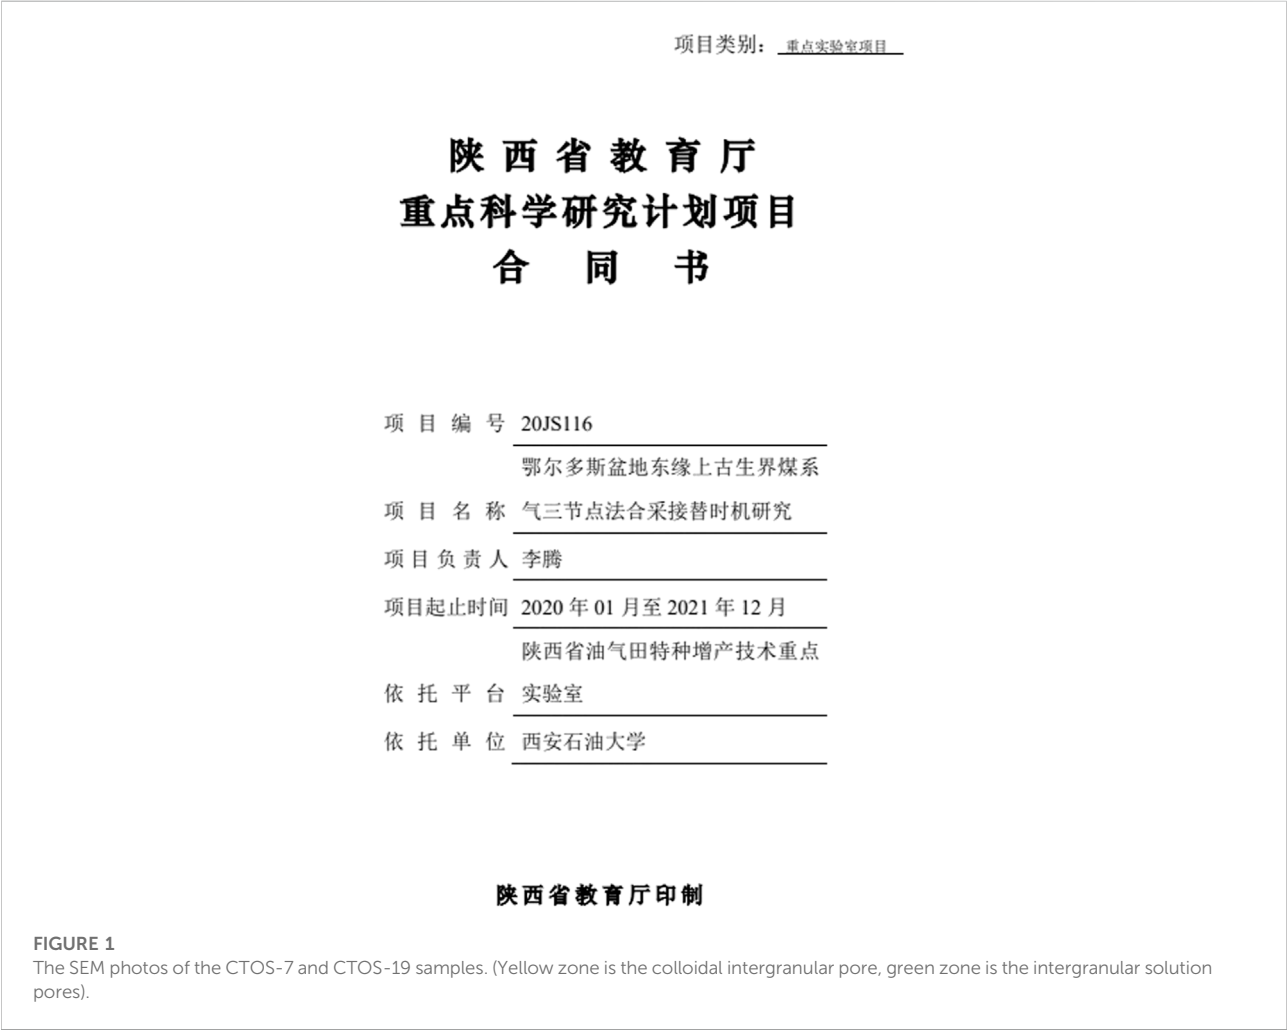 项目类别： 重点实验室项目
陕西省教育厅
重点科学研究计划项目
合 同 书
项目编号 20JS116
鄂尔多斯盆地东缘上古生界煤系
项目名称 气三节点法合采接替时机研究
项目负责人 李腾
项目起止时间 2020 年 01 月至 2021 年 12 月
陕西省油气田特种增产技术重点
依托平台 实验室
依托单位 西安石油大学
陕西省教育厅印制
FIGURE 1
The SEM photos of the CTOS-7 and CTOS-19 samples. (Yellow zone is the colloidal intergranular pore, green zone is the intergranular solution
pores).